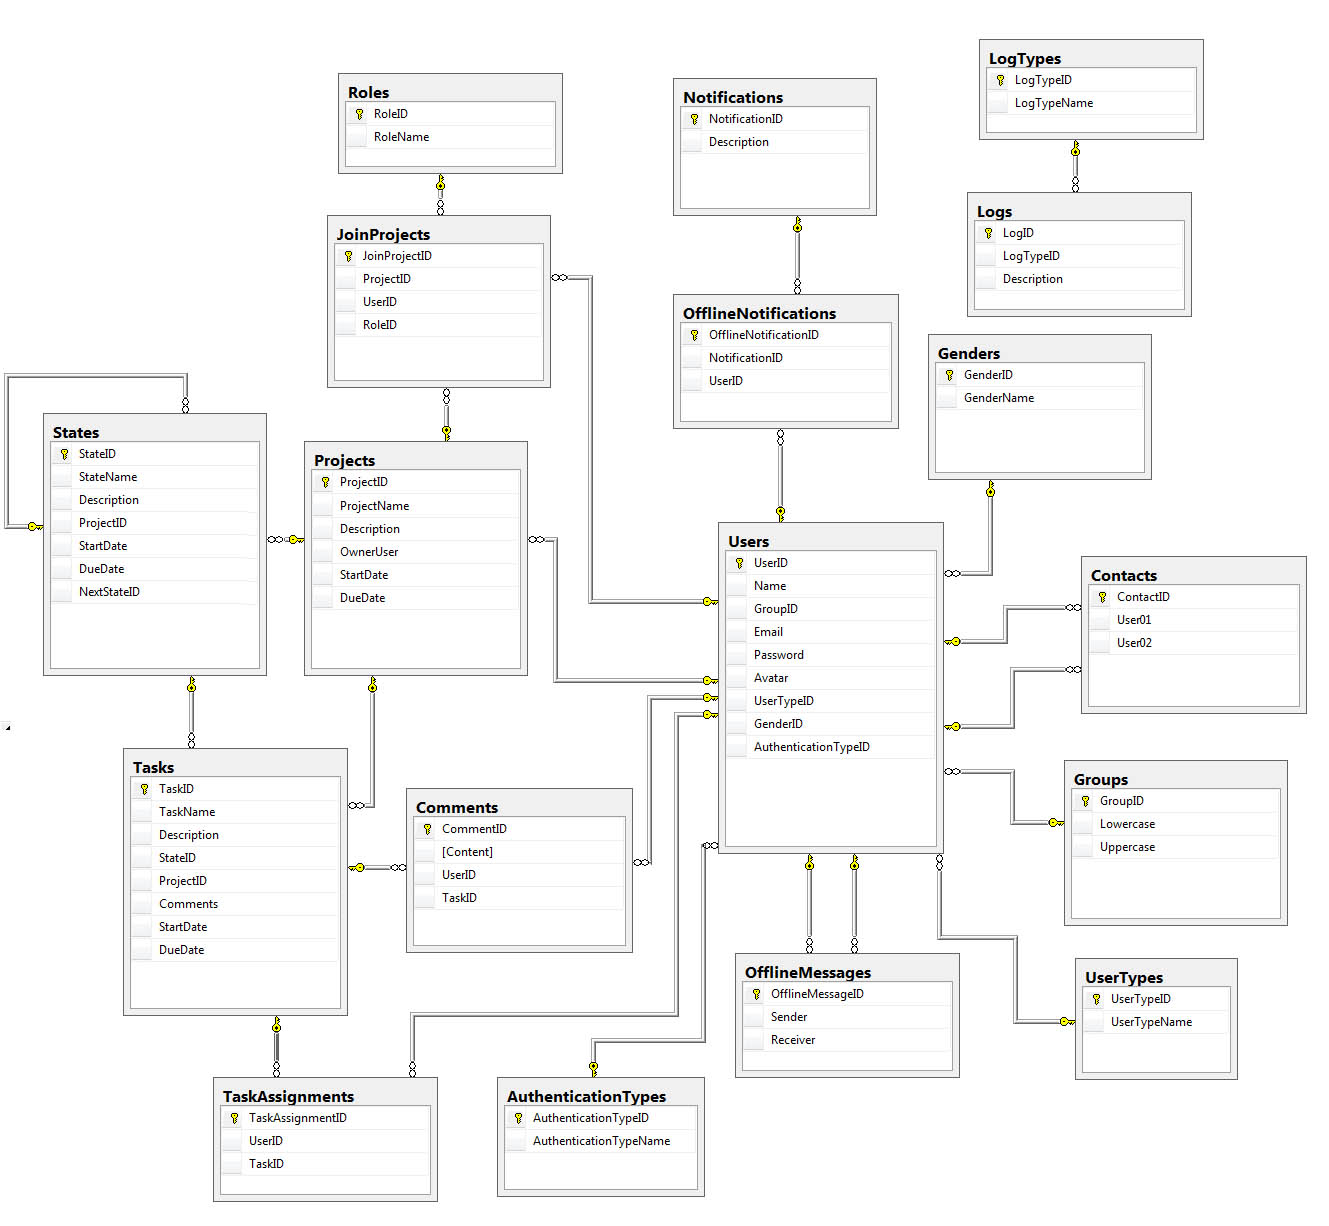 Roles
RoleID
RoleName
Notifications
NotificationID
Description
LogTypes
LogTypeID
LogTypeName
JoinProjects
JoinProjectID
ProjectID
UserID
RoleID
Logs
LogID
LogTypeID
Description
OfflineNotifications
OfflineNotificationID
NotificationID
UserID
Genders
GenderID
GenderName
States
StateID
StateName
Description
ProjectID
StartDate
DueDate
NextStateID
Projects
ProjectID
ProjectName
Description
OwnerUser
StartDate
DueDate
Users
UserID
Name
GroupID
Email
Password
Avatar
UserTypeID
GenderID
AuthenticationTypeID
Contacts
ContactID
User01
User02
Tasks
TaskID
TaskName
Description
StateID
ProjectID
Comments
StartDate
DueDate
Comments
CommentID
[Content]
UserID
TaskID
Groups
GroupID
Lowercase
Uppercase
OfflineMessages
OfflineMessageID
Sender
Receiver
UserTypes
UserTypeID
UserTypeName
TaskAssignments
TaskAssignmentID
UserID
TaskID
AuthenticationTypes
AuthenticationTypeID
AuthenticationTypeName